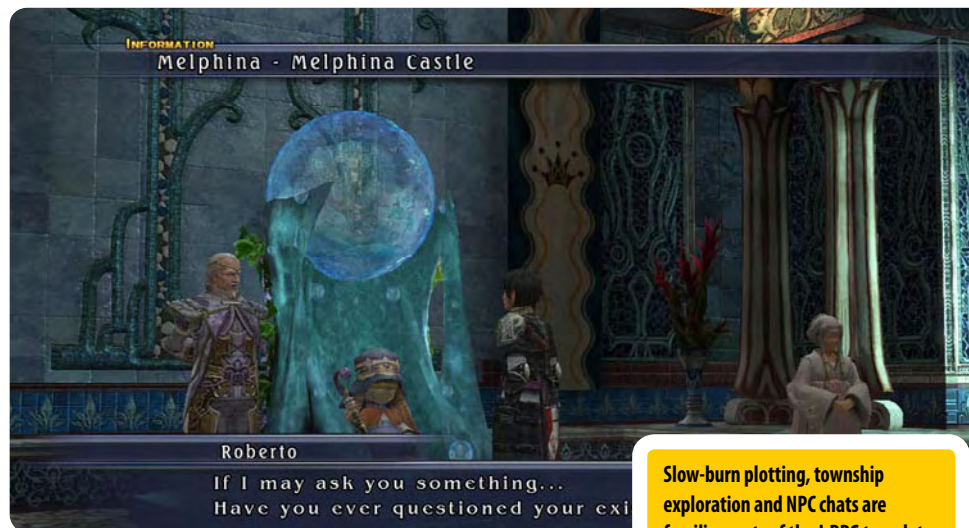 INFORMATION
Melphina - Melphina Castle
Roberto
If I may ask you something...
Have you ever questioned your exi
Slow-burn plotting, township
exploration and NPC chats are